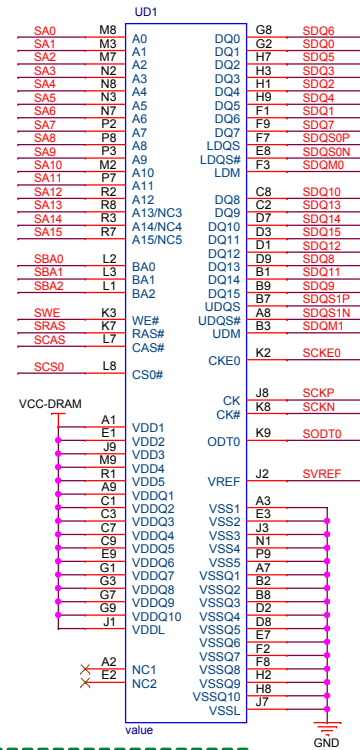 UD1
SA0 M8 A0
SA1 M3 A1
SA2 M7 A2
SA3 N2 A3
SA4 N8 A4
SA5 N3 A5
SA6 N7 A6
SA7 P2 A7
SA8 P8 A8
SA9 P3 A9
SA10 M2 A10
SA11 P7 A11
SA12 R2 A12
SA13 R8 A13/NC3
SA14 R3 A14/NC4
SA15 R7 A15/NC5
SBA0 L2 BA0
SBA1 L3 BA1
SBA2 L1 BA2
SWE K3 WE#
SRAS K7 RAS#
SCAS L7 CAS#
SCS0 L8 CS0#
VCC-DRAM
A1 VDD1
E1 VDD2
J9 VDD3
M9 VDD4
R1 VDD5
A9 VDDQ1
C1 VDDQ2
C3 VDDQ3
C7 VDDQ4
C9 VDDQ5
E9 VDDQ6
G1 VDDQ7
G3 VDDQ8
G7 VDDQ9
G9 VDDQ10
J1 VDDL
A2 NC1
E2 NC2
DQ0 G8 SDQ6
DQ1 G2 SDQ0
DQ2 H7 SDQ5
DQ3 H3 SDQ3
DQ4 H1 SDQ2
DQ5 H9 SDQ4
DQ6 F1 SDQ1
DQ7 F9 SDQ7
LDQS F7 SDQS0P
LDQS# E8 SDQS0N
LDM F3 SDQM0
DQ8 C8 SDQ10
DQ9 C2 SDQ13
DQ10 D7 SDQ14
DQ11 D3 SDQ15
DQ12 D1 SDQ12
DQ13 D9 SDQ8
DQ14 B1 SDQ11
DQ15 B9 SDQ9
UDQS B7 SDQS1P
UDQS# A8 SDQS1N
UDM B3 SDQM1
CKE0 K2 SCKE0
CK J8 SCKP
CK# K8 SCKN
ODT0 K9 SODT0
VREF J2 SVREF
VSS1 A3
VSS2 E3
VSS3 J3
VSS4 N1
VSS5 P9
VSSQ1 A7
VSSQ2 B2
VSSQ3 B8
VSSQ4 D2
VSSQ5 D8
VSSQ6 E7
VSSQ7 F2
VSSQ8 F8
VSSQ9 H2
VSSQ10 H8
VSSL J7
value
GND